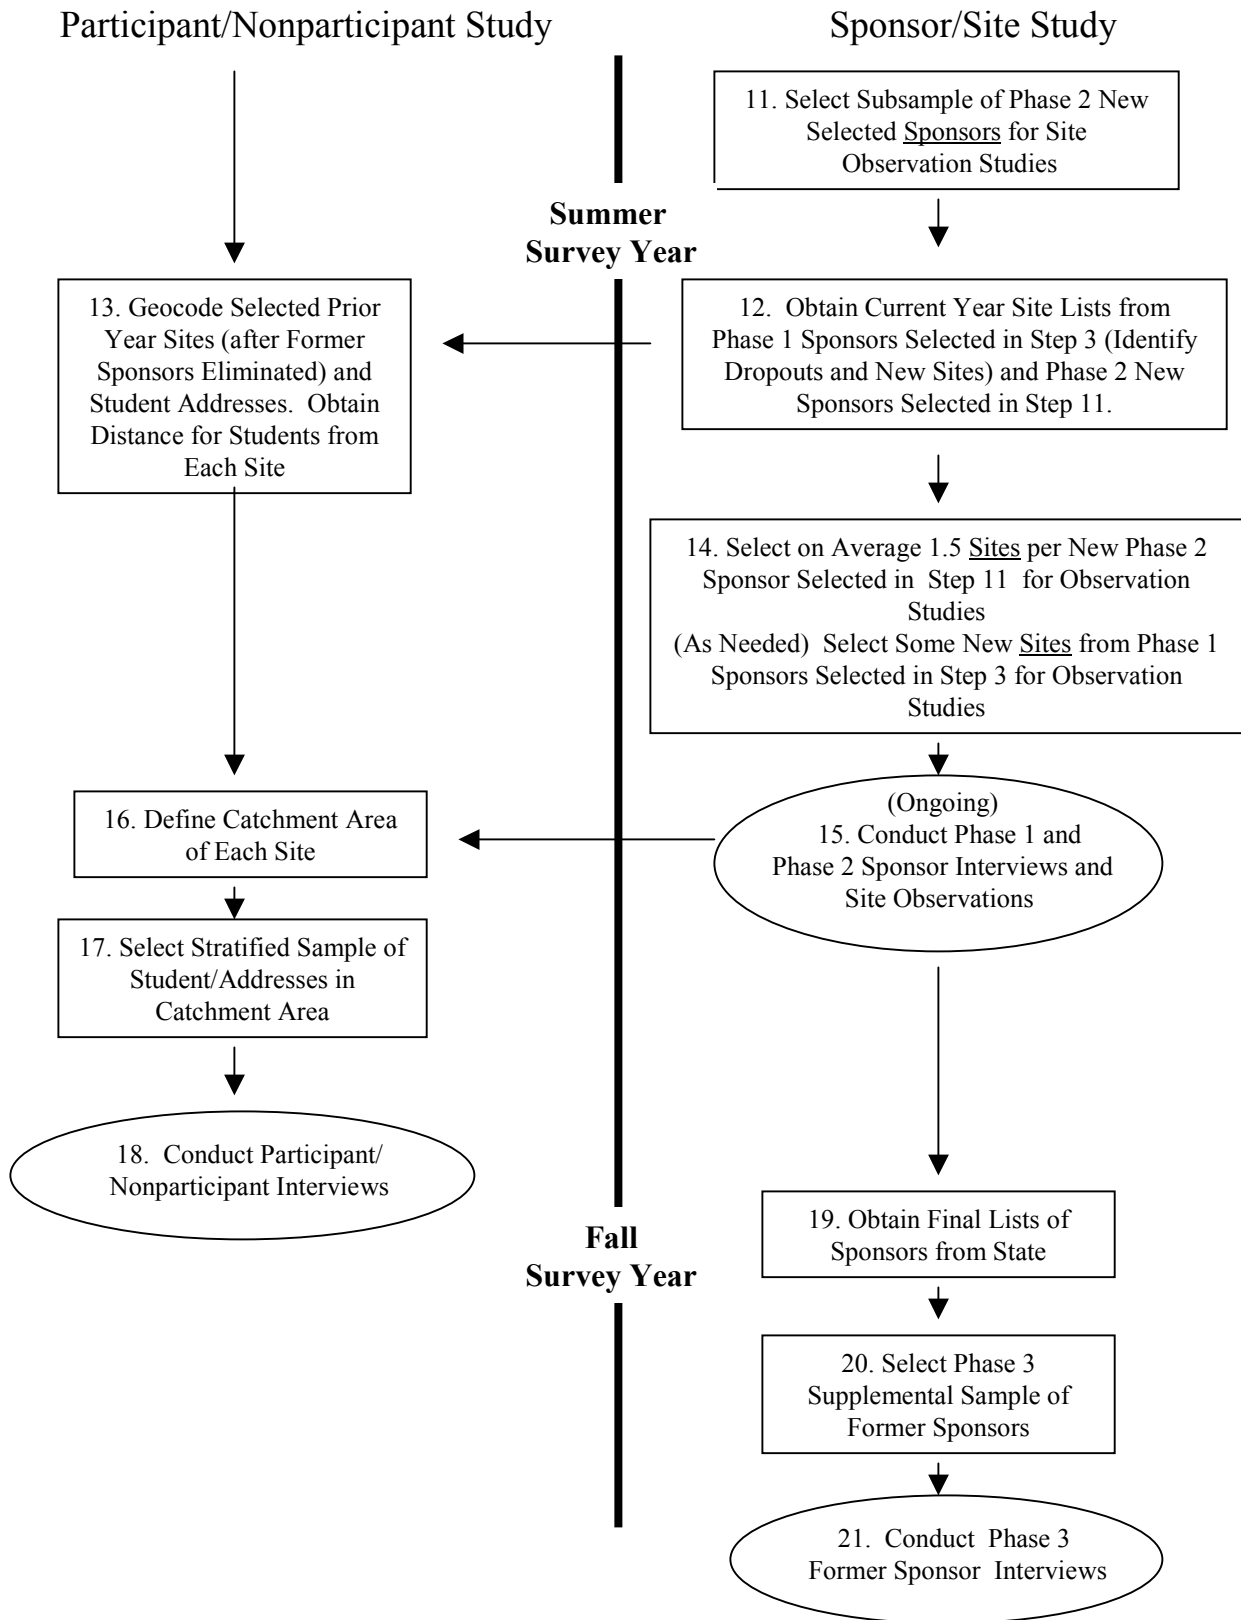 Participant/Nonparticipant Study
Sponsor/Site Study
11. Select Subsample of Phase 2 New
Selected Sponsors for Site
Observation Studies
Summer
Survey Year
13. Geocode Selected Prior
Year Sites (after Former
Sponsors Eliminated) and
Student Addresses. Obtain
Distance for Students from
Each Site
12. Obtain Current Year Site Lists from
Phase 1 Sponsors Selected in Step 3 (Identify
Dropouts and New Sites) and Phase 2 New
Sponsors Selected in Step 11.
14. Select on Average 1.5 Sites per New Phase 2
Sponsor Selected in Step 11 for Observation
Studies
(As Needed) Select Some New Sites from Phase 1
Sponsors Selected in Step 3 for Observation
Studies
(Ongoing)
15. Conduct Phase 1 and
Phase 2 Sponsor Interviews and
Site Observations
16. Define Catchment Area
of Each Site
17. Select Stratified Sample of
Student/Addresses in
Catchment Area
18. Conduct Participant/
Nonparticipant Interviews
Fall
Survey Year
19. Obtain Final Lists of
Sponsors from State
20. Select Phase 3
Supplemental Sample of
Former Sponsors
21. Conduct Phase 3
Former Sponsor Interviews